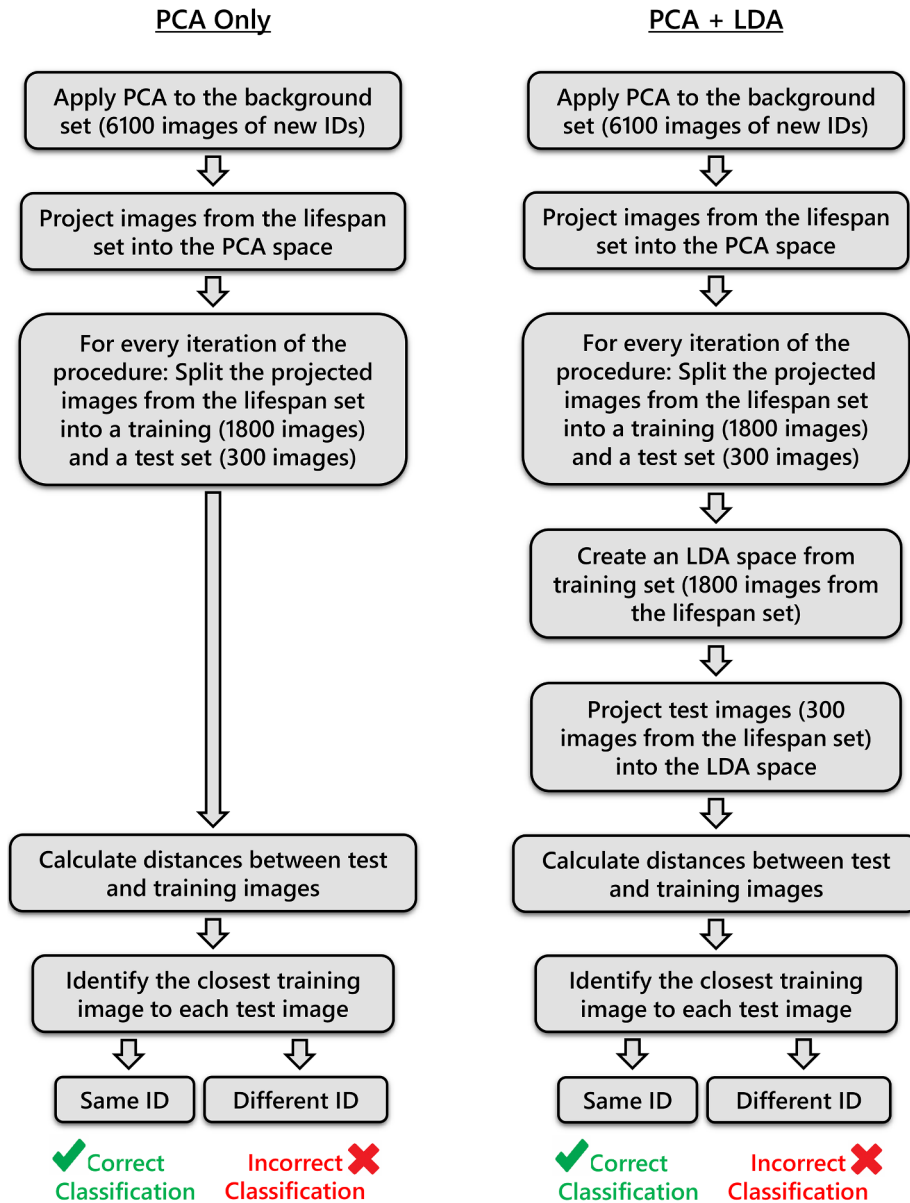 PCA Only
Apply PCA to the background
set (6100 images of new IDs)
Project images from the lifespan
set into the PCA space
For every iteration of the
procedure: Split the projected
images from the lifespan set
into a training (1800 images)
and a test set (300 images)
Calculate distances between test
and training images
Identify the closest training
image to each test image
Same ID
Different ID
Correct
Classification
Incorrect
Classification
PCA + LDA
Apply PCA to the background
set (6100 images of new IDs)
Project images from the lifespan
set into the PCA space
For every iteration of the
procedure: Split the projected
images from the lifespan set
into a training (1800 images)
and a test set (300 images)
Create an LDA space from
training set (1800 images from
the lifespan set)
Project test images (300
images from the lifespan set)
into the LDA space
Calculate distances between test
and training images
Identify the closest training
image to each test image
Same ID
Different ID
Correct
Classification
Incorrect
Classification